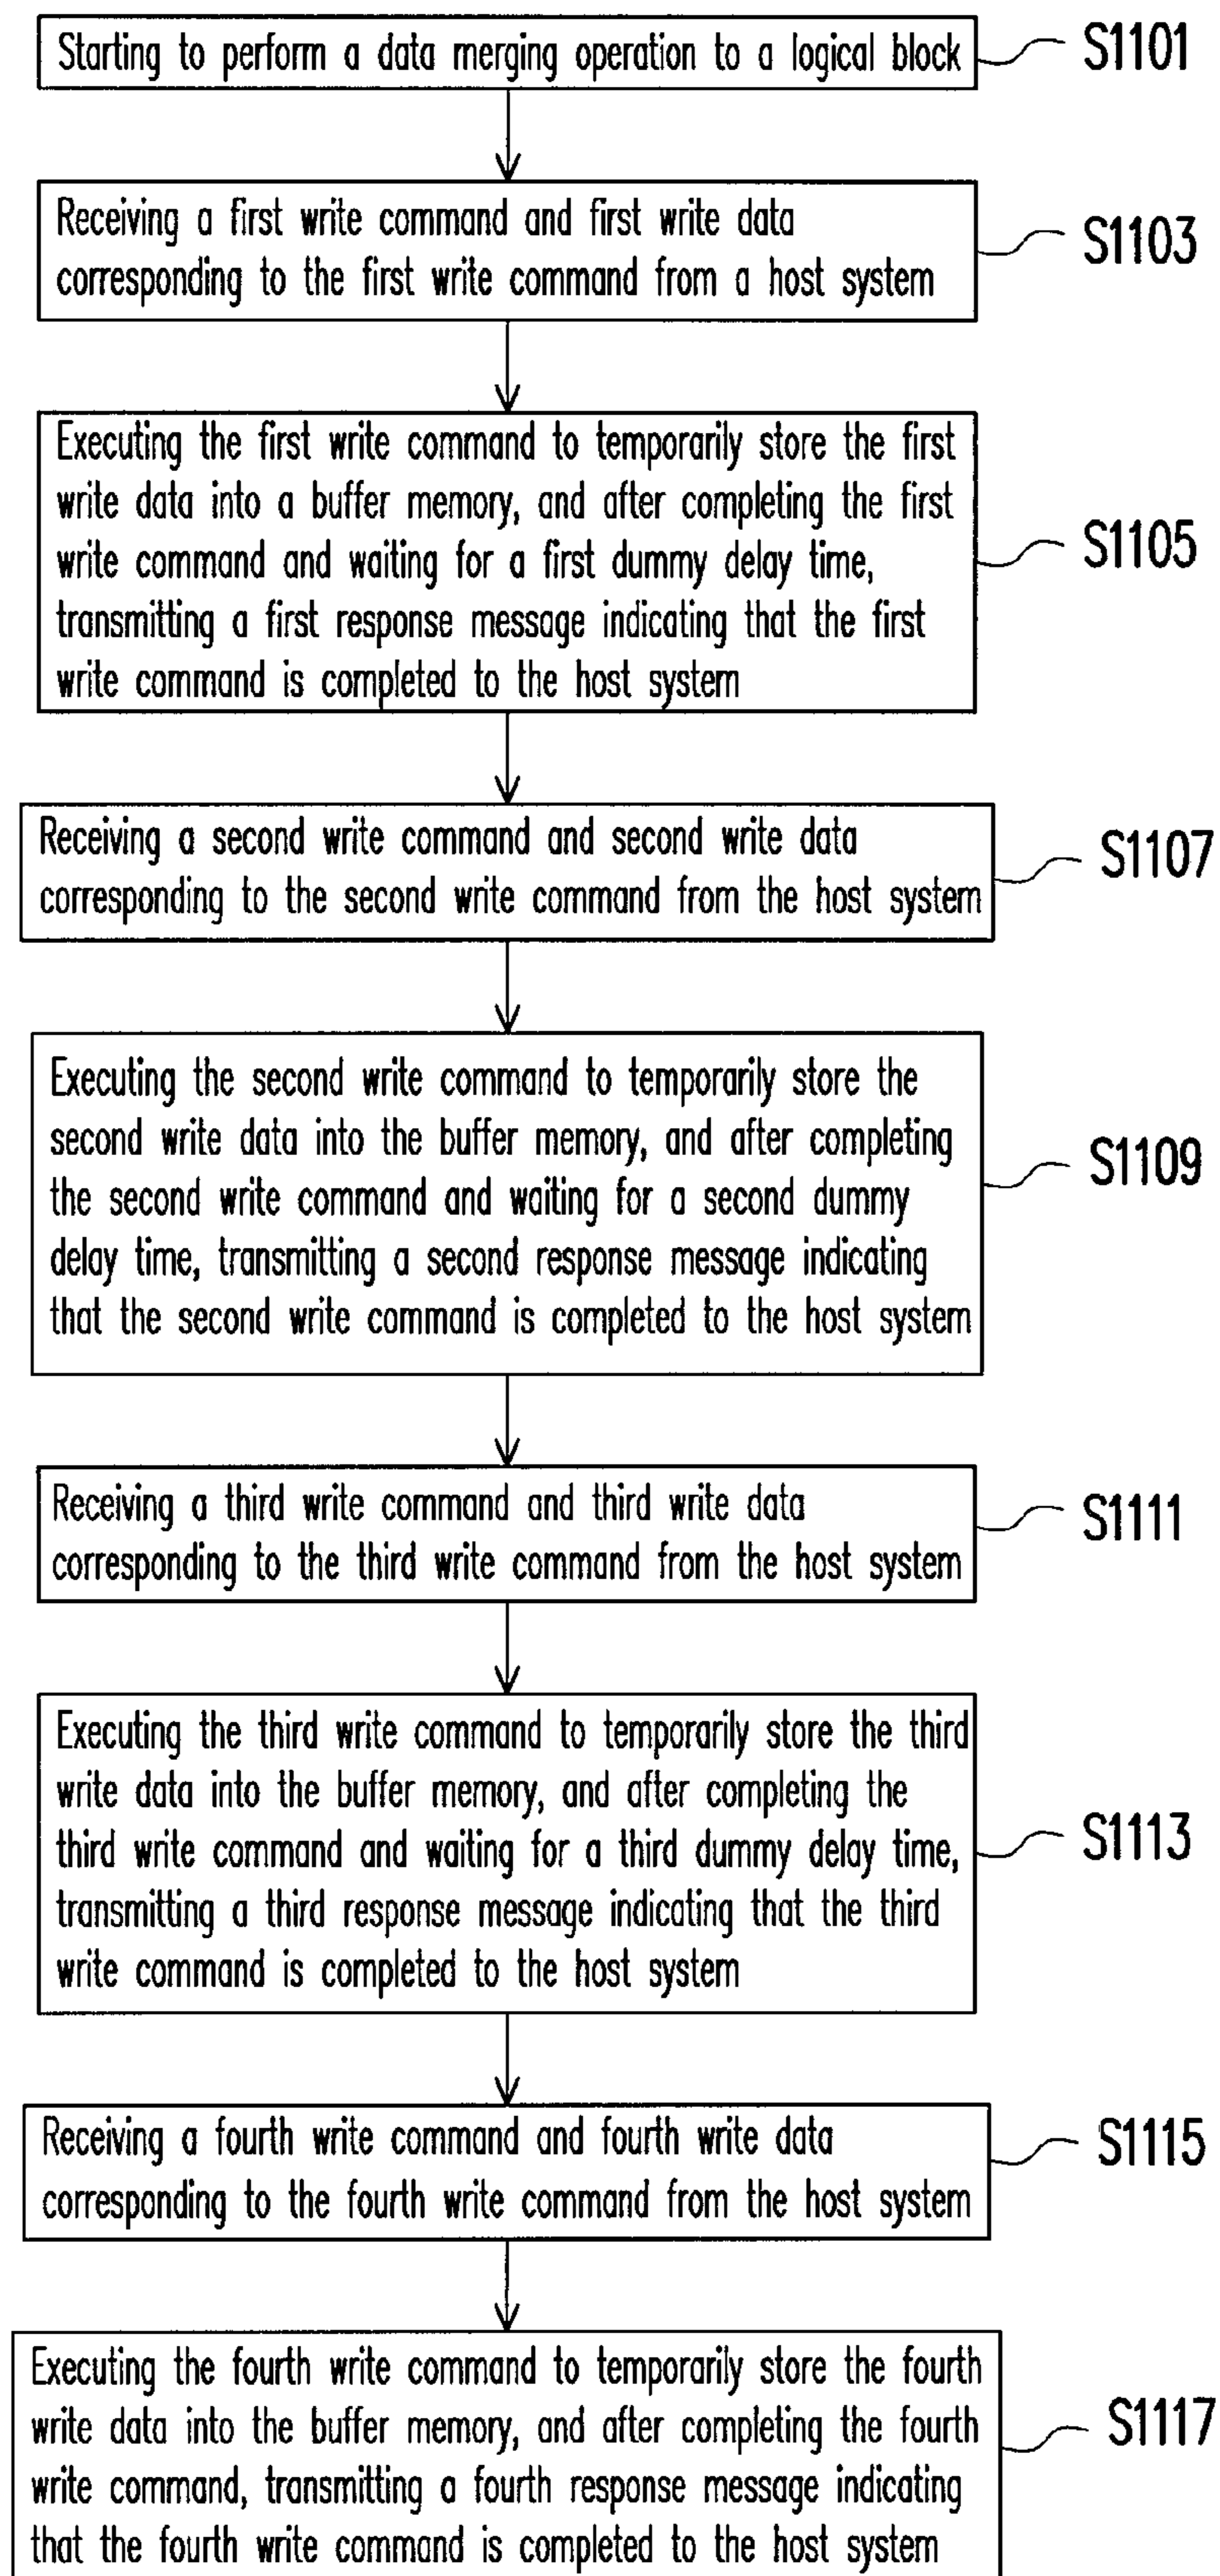 Starting to perform a data merging operation to a logical block
S1101
Receiving a first write command and first write data
corresponding to the first write command from a host system
S1103
Executing the first write command to temporarily store the first
write data into a buffer memory, and after completing the first
write command and waiting for a first dummy delay time,
transmitting a first response message indicating that the first
write command is completed to the host system
S1105
Receiving a second write command and second write data
corresponding to the second write command from the host system
S1107
Executing the second write command to temporarily store the
second write data into the buffer memory, and after completing
the second write command and waiting for a second dummy
delay time, transmitting a second response message indicating
that the second write command is completed to the host system
S1109
Receiving a third write command and third write data
corresponding to the third write command from the host system
S1111
Executing the third write command to temporarily store the third
write data into the buffer memory, and after completing the
third write command and waiting for a third dummy delay time,
transmitting a third response message indicating that the third
write command is completed to the host system
S1113
Receiving a fourth write command and fourth write data
corresponding to the fourth write command from the host system
S1115
Executing the fourth write command to temporarily store the fourth
write data into the buffer memory, and after completing the fourth
write command, transmitting a fourth response message indicating
that the fourth write command is completed to the host system
S1117